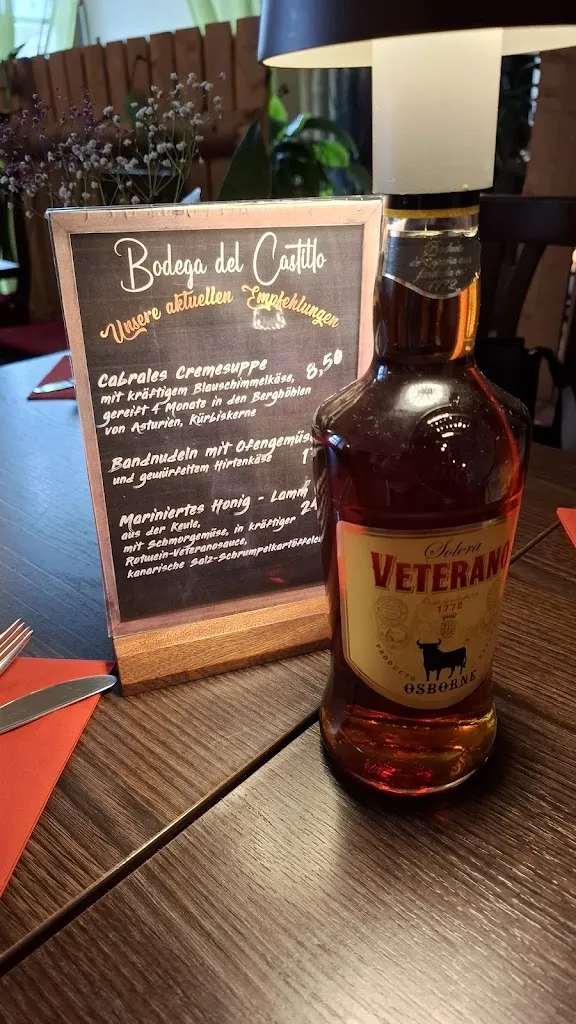 Bodega del Castillo
Unsere aktuellen Empfehlungen
Cabrales Cremesuppe 8,50
mit kräftigem Blauschimmelkäse,
gereift 4 Monate in den Berghöhlen
von Asturien, Kürbiskerne
Bandnudeln mit Ofengemüse
und gewürfeltem Hirtenkäse
Mariniertes Honig - Lamm
aus der Keule,
mit Schmorgemüse, in kräftiger
Rotwein-Veteranosauce,
kanarische Salz-Schrumpelkartoffeln
1772
Solera
VETERANO
1772
PRODUCTO
OSBORNE